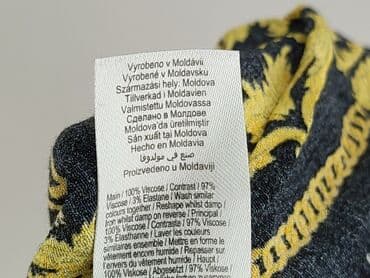 Vyrobeno v Moldávii
Vyrobené v Moldavsku
Származási hely: Moldova
Tillverkad i Moldavien
Valmistettu Moldovassa
Сделано в Молдове
Moldova'da üretilmiştir
Sản xuất tại Moldova
Hecho en Moldavia
صنع في مولدوفا
Proizvedeno u Moldaviji
Main / 100% Viscose / Contrast / 97%
Viscose / 3% Elastane / Wash similar
colours together / Reshape whilst damp /
Iron whilst damp on reverse / Principal /
100% Viscose / Contraste / 97% Viscose /
3% Élasthanne / Laver les couleurs
similaires ensemble / Mettre en forme
l'vêtement humide / Repasser à
l'envers du vêtement humide / Haupt /
100% Viskose / Abgesetzt / 97% Viskose